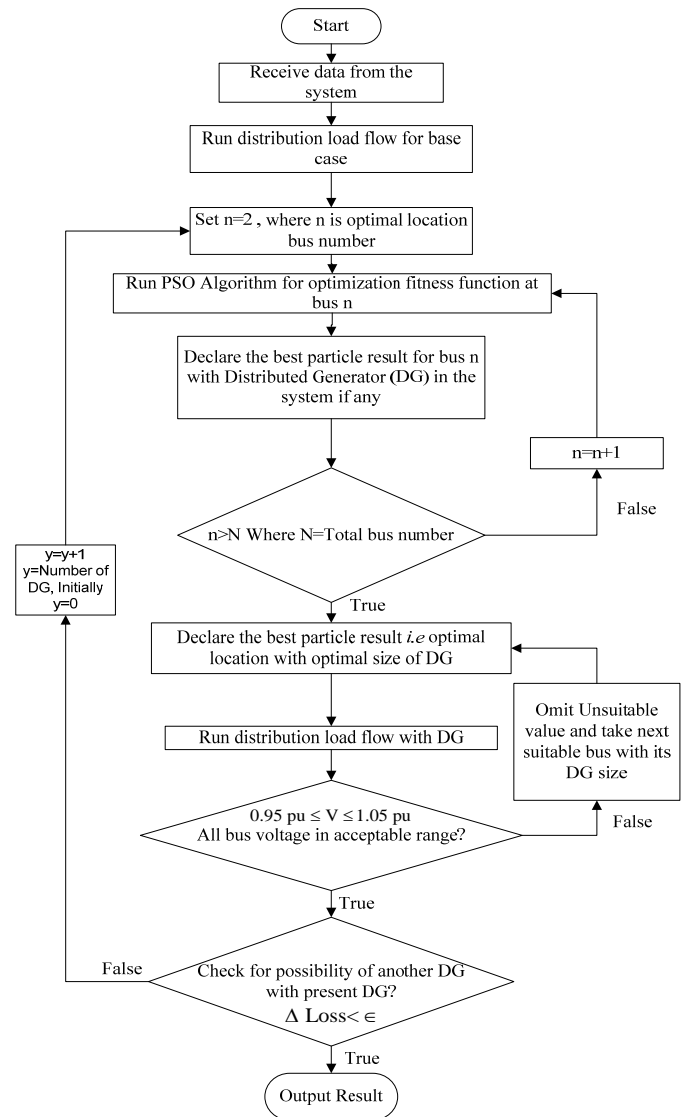 Start
Receive data from the
system
Run distribution load flow for base
case
Set n=2 , where n is optimal location
bus number
Run PSO Algorithm for optimization fitness function at
bus n
Declare the best particle result for bus n
with Distributed Generator (DG) in the
system if any
n=n+1
False
n>N Where N=Total bus number
True
y=y+1
y=Number of
DG, Initially
y=0
Declare the best particle result i.e optimal
location with optimal size of DG
Omit Unsuitable
value and take next
suitable bus with its
DG size
Run distribution load flow with DG
0.95 pu ≤ V ≤ 1.05 pu
All bus voltage in acceptable range?
False
True
False
Check for possibility of another DG
with present DG?
Δ Loss< ∈
True
Output Result